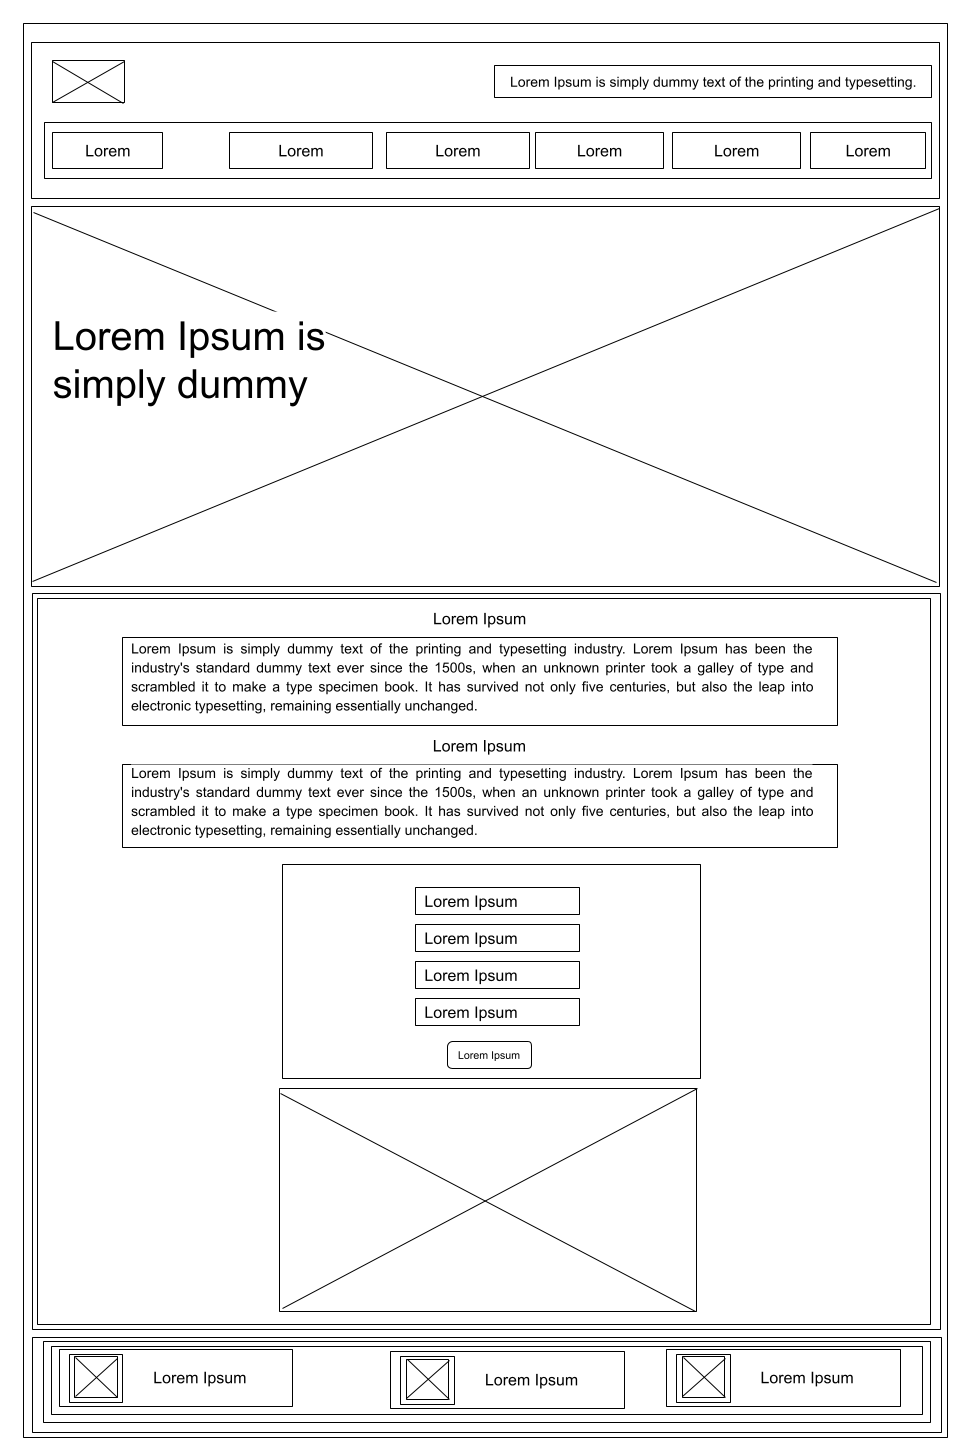 Lorem Ipsum is simply dummy text of the printing and typesetting.
Lorem Lorem Lorem Lorem Lorem Lorem
Lorem Ipsum is
simply dummy
Lorem Ipsum
Lorem Ipsum is simply dummy text of the printing and typesetting industry. Lorem Ipsum has been the
industry's standard dummy text ever since the 1500s, when an unknown printer took a galley of type and
scrambled it to make a type specimen book. It has survived not only five centuries, but also the leap into
electronic typesetting, remaining essentially unchanged.
Lorem Ipsum
Lorem Ipsum is simply dummy text of the printing and typesetting industry. Lorem Ipsum has been the
industry's standard dummy text ever since the 1500s, when an unknown printer took a galley of type and
scrambled it to make a type specimen book. It has survived not only five centuries, but also the leap into
electronic typesetting, remaining essentially unchanged.
Lorem Ipsum
Lorem Ipsum
Lorem Ipsum
Lorem Ipsum
Lorem Ipsum
Lorem Ipsum Lorem Ipsum Lorem Ipsum